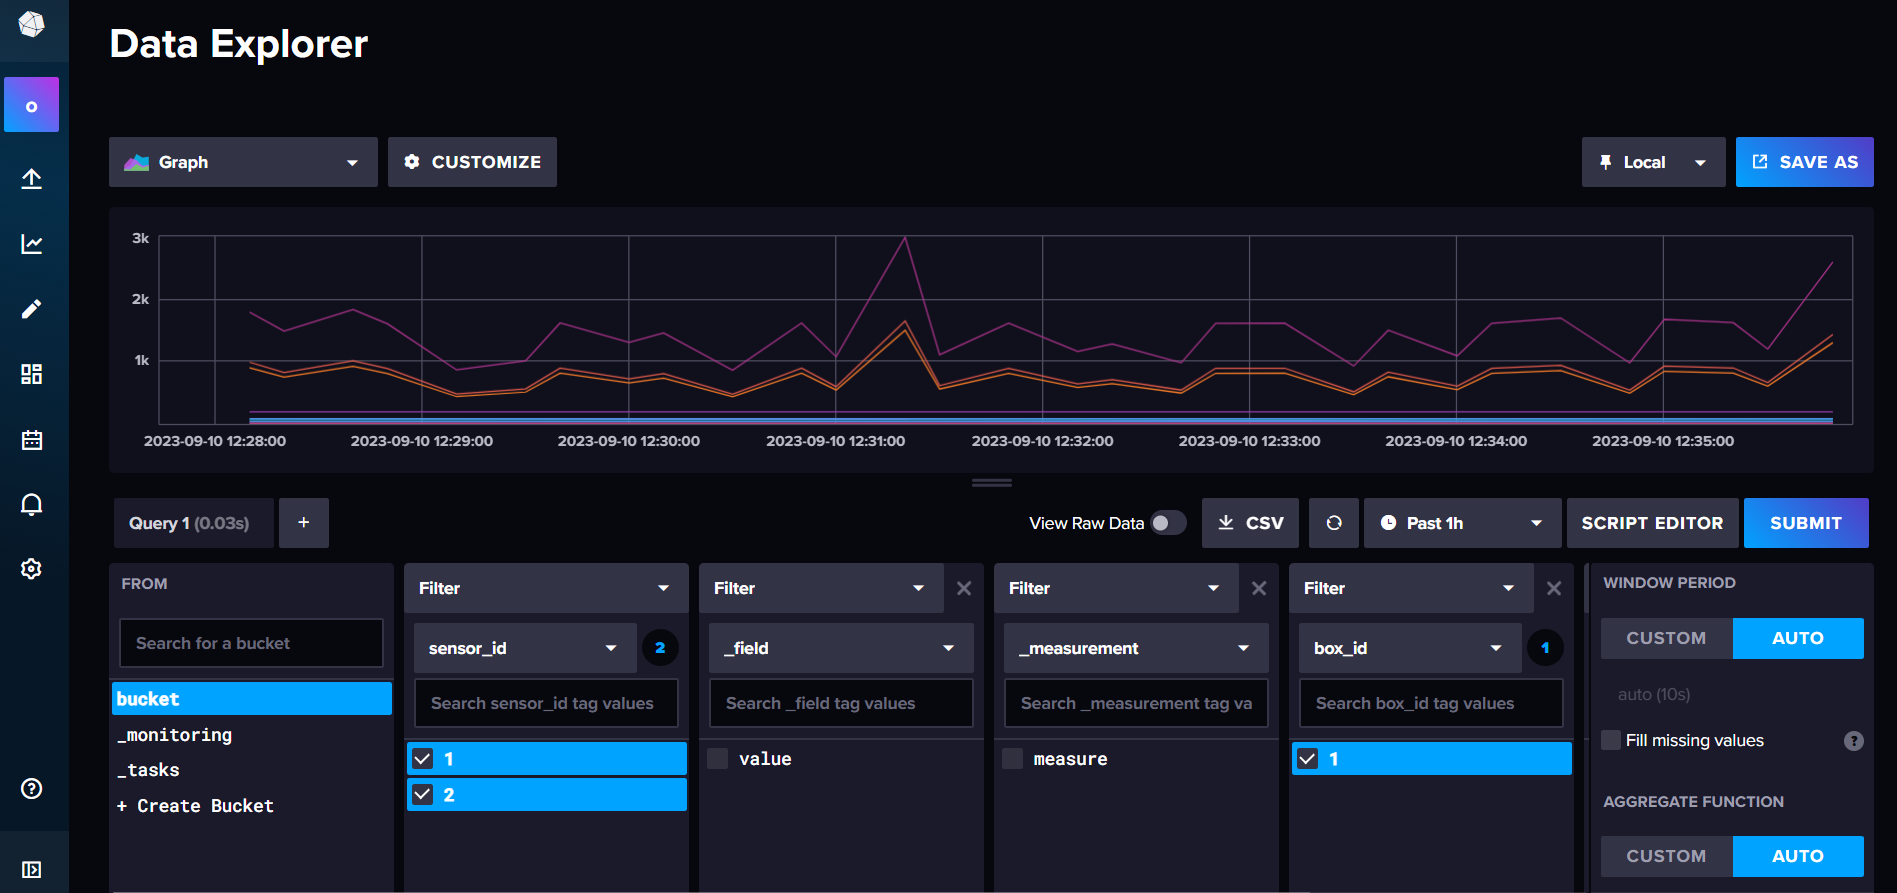 Data Explorer
Graph
CUSTOMIZE
Local
SAVE AS
3k
2k
1k
2023-09-10 12:28:00
2023-09-10 12:29:00
2023-09-10 12:30:00
2023-09-10 12:31:00
2023-09-10 12:32:00
2023-09-10 12:33:00
2023-09-10 12:34:00
2023-09-10 12:35:00
Query 1 (0.03s)
+
View Raw Data
CSV
Past 1h
SCRIPT EDITOR
SUBMIT
FROM
Search for a bucket
bucket
_monitoring
_tasks
+ Create Bucket
Filter
sensor_id
2
Search sensor_id tag values
1
2
Filter
_field
Search _field tag values
value
Filter
_measurement
Search _measurement tag va
measure
Filter
box_id
1
Search box_id tag values
1
WINDOW PERIOD
CUSTOM
AUTO
auto (10s)
Fill missing values
?
AGGREGATE FUNCTION
CUSTOM
AUTO